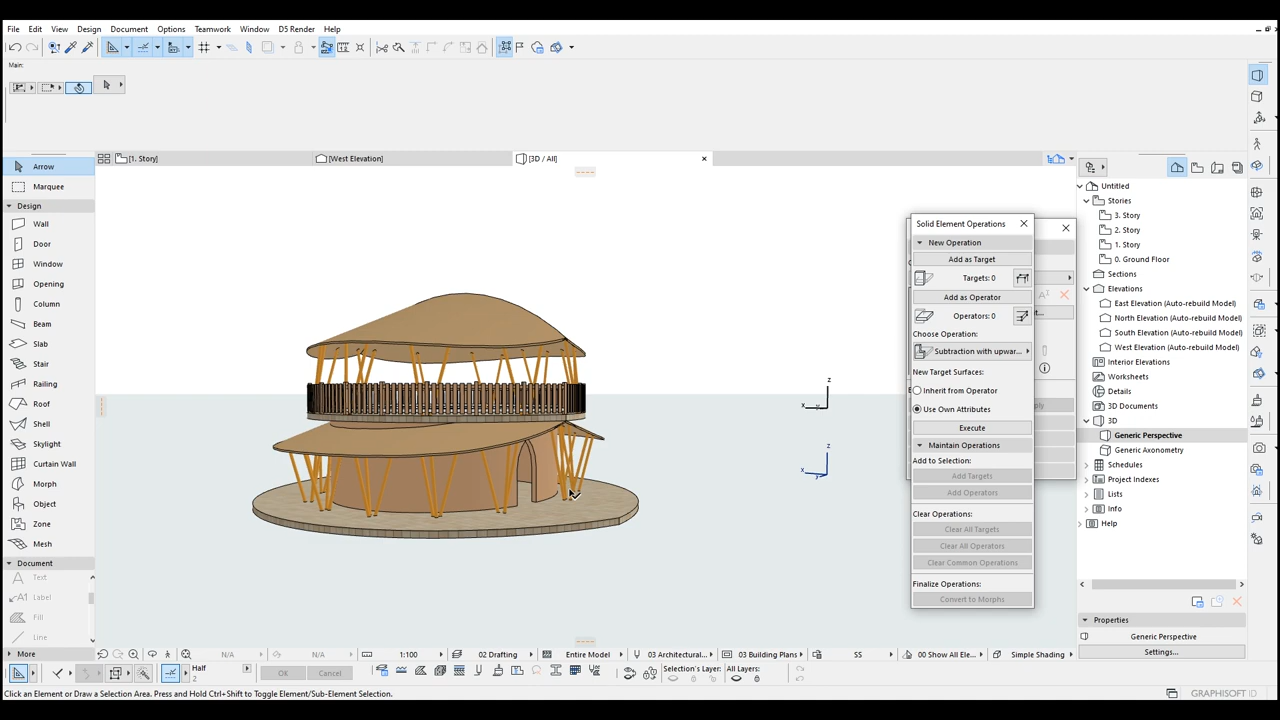 File Edit View Design Document Options Teamwork Window D5 Render Help
Main:
[1. Story]
[West Elevation]
[3D / All]
Arrow
Marquee
Design
Wall
Door
Window
Opening
Column
Beam
Slab
Stair
Railing
Roof
Shell
Skylight
Curtain Wall
Morph
Object
Zone
Mesh
Document
Text
Label
Fill
Line
More
z
x
y
z
x
y
Solid Element Operations
New Operation
Add as Target
Targets: 0
Add as Operator
Operators: 0
Choose Operation:
Subtraction with upwar...
New Target Surfaces:
Inherit from Operator
Use Own Attributes
Execute
Maintain Operations
Add to Selection:
Add Targets
Add Operators
Clear Operations:
Clear All Targets
Clear All Operators
Clear Common Operations
Finalize Operations:
Convert to Morphs
Untitled
Stories
3. Story
2. Story
1. Story
0. Ground Floor
Sections
Elevations
East Elevation (Auto-rebuild Model)
North Elevation (Auto-rebuild Model)
South Elevation (Auto-rebuild Model)
West Elevation (Auto-rebuild Model)
Interior Elevations
Worksheets
Details
3D Documents
3D
Generic Perspective
Generic Axonometry
Schedules
Project Indexes
Lists
Info
Help
Properties
Generic Perspective
Settings...
N/A N/A 1:100 02 Drafting Entire Model 03 Architectural... 03 Building Plans SS 00 Show All Ele... Simple Shading
Half
2
OK
Cancel
Selection's Layer:
All Layers:
Click an Element or Draw a Selection Area. Press and Hold Ctrl+Shift to Toggle Element/Sub-Element Selection.
GRAPHISOFT ID